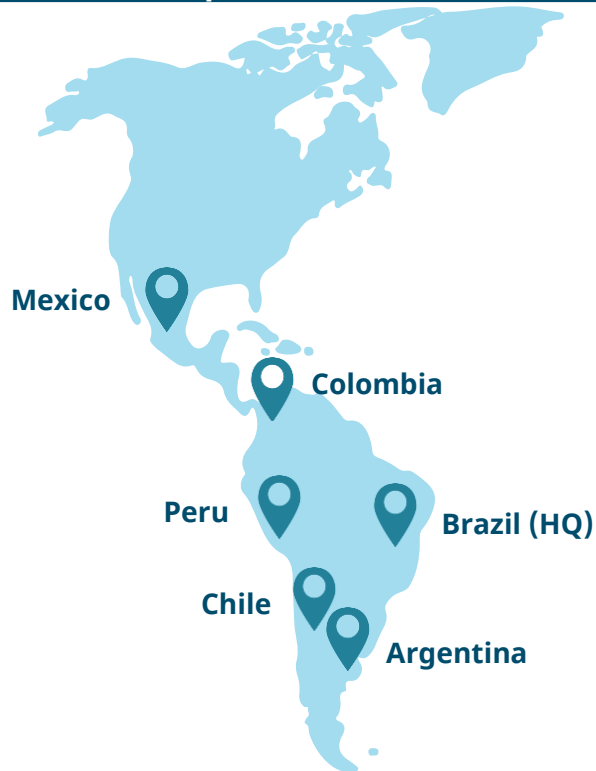 Mexico
Colombia
Peru
Brazil (HQ)
Chile
Argentina